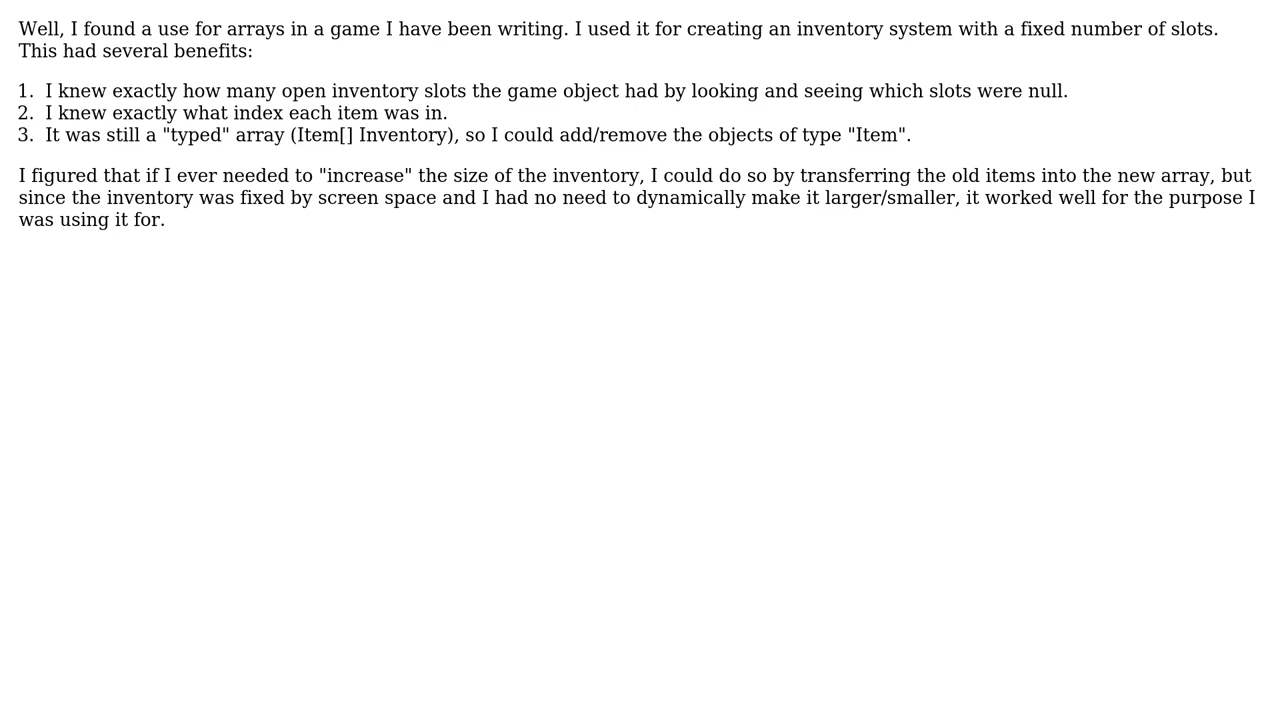 Well, I found a use for arrays in a game I have been writing. I used it for creating an inventory system with a fixed number of slots.
This had several benefits:
1. I knew exactly how many open inventory slots the game object had by looking and seeing which slots were null.
2. I knew exactly what index each item was in.
3. It was still a "typed" array (Item[] Inventory), so I could add/remove the objects of type "Item".
I figured that if I ever needed to "increase" the size of the inventory, I could do so by transferring the old items into the new array, but
since the inventory was fixed by screen space and I had no need to dynamically make it larger/smaller, it worked well for the purpose I
was using it for.